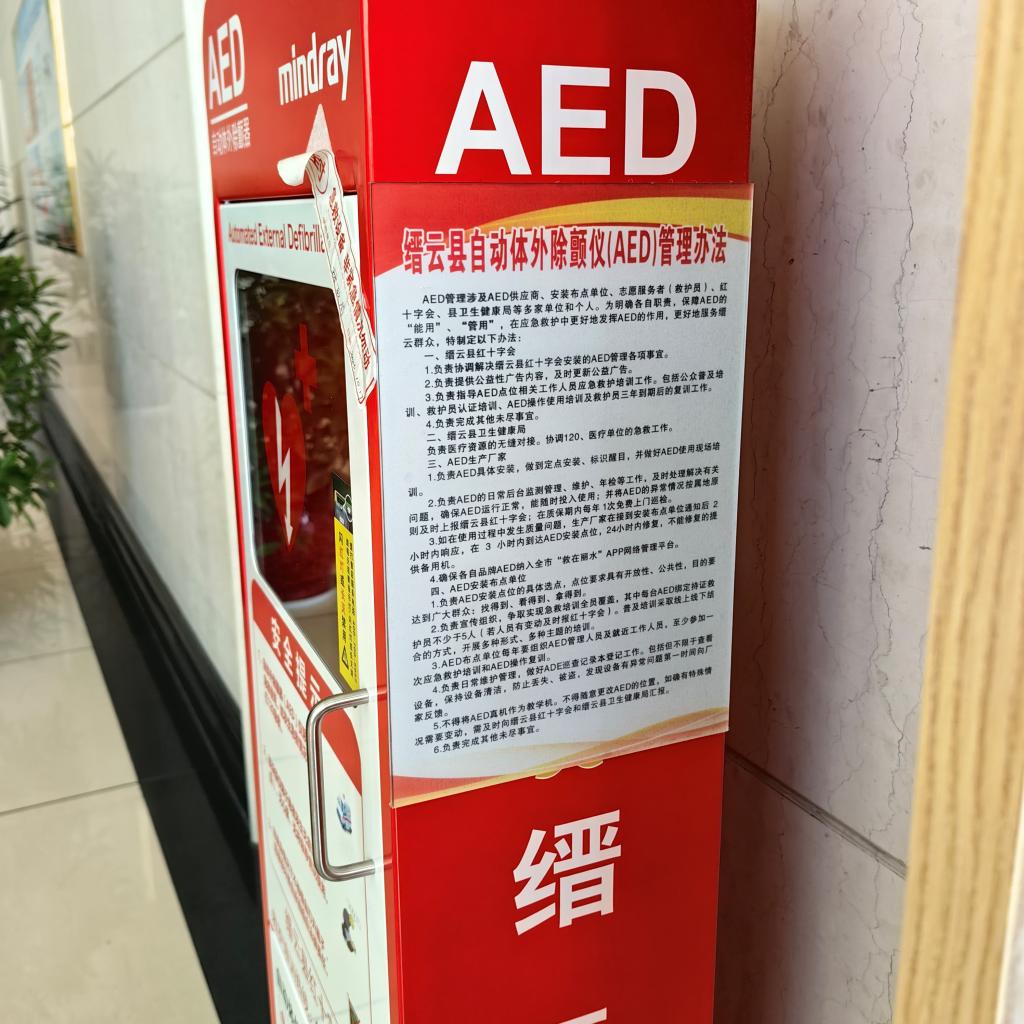 AED
自动体外除颤器
mindray
Automated External Defibrill
安全提示
AED
缙云县自动体外除颤仪(AED)管理办法
AED管理涉及AED供应商、安装布点单位、志愿服务者（救护员）、红
十字会、县卫生健康局等多家单位和个人。为明确各自职责，保障AED的
“能用”、“管用”，在应急救护中更好地发挥AED的作用，更好地服务缙
云群众，特制定以下办法：
一、缙云县红十字会
1.负责协调解决缙云县红十字会安装的AED管理各项事宜。
2.负责提供公益性广告内容，及时更新公益广告。
3.负责指导AED点位相关工作人员应急救护培训工作。包括公众普及培
训、救护员认证培训、AED操作使用培训及救护员三年到期后的复训工作。
4.负责完成其他未尽事宜。
二、缙云县卫生健康局
负责医疗资源的无缝对接。协调120、医疗单位的急救工作。
三、AED生产厂家
1.负责AED具体安装，做到定点安装、标识醒目，并做好AED使用现场培
训。
2.负责AED的日常后台监测管理、维护、年检等工作，及时处理解决有关
问题，确保AED运行正常，能随时投入使用；并将AED的异常情况按属地原
则及时上报缙云县红十字会；在质保期内每年1次免费上门巡检。
3.如在使用过程中发生质量问题，生产厂家在接到安装布点单位通知后 2
小时内响应，在 3 小时内到达AED安装点位，24小时内修复，不能修复的提
供备用机。
4.确保各自品牌AED纳入全市“救在丽水”APP网络管理平台。
四、AED安装布点单位
1.负责AED安装点位的具体选点，点位要求具有开放性、公共性，目的要
达到广大群众：找得到、看得到、拿得到。
2.负责宣传组织，争取实现急救培训全员覆盖，其中每台AED绑定持证救
护员不少于5人（若人员有变动及时报红十字会）。普及培训采取线上线下结
合的方式，开展多种形式、多种主题的培训。
3.AED布点单位每年要组织AED管理人员及就近工作人员，至少参加一
次应急救护培训和AED操作复训。
4.负责日常维护管理，做好ADE巡查记录本登记工作。包括但不限于查看
设备，保持设备清洁，防止丢失、被盗，发现设备有异常问题第一时间向厂
家反馈。
5.不得将AED真机作为教学机。不得随意更改AED的位置，如确有特殊情
况需要变动，需及时向缙云县红十字会和缙云县卫生健康局汇报。
6.负责完成其他未尽事宜。
缙